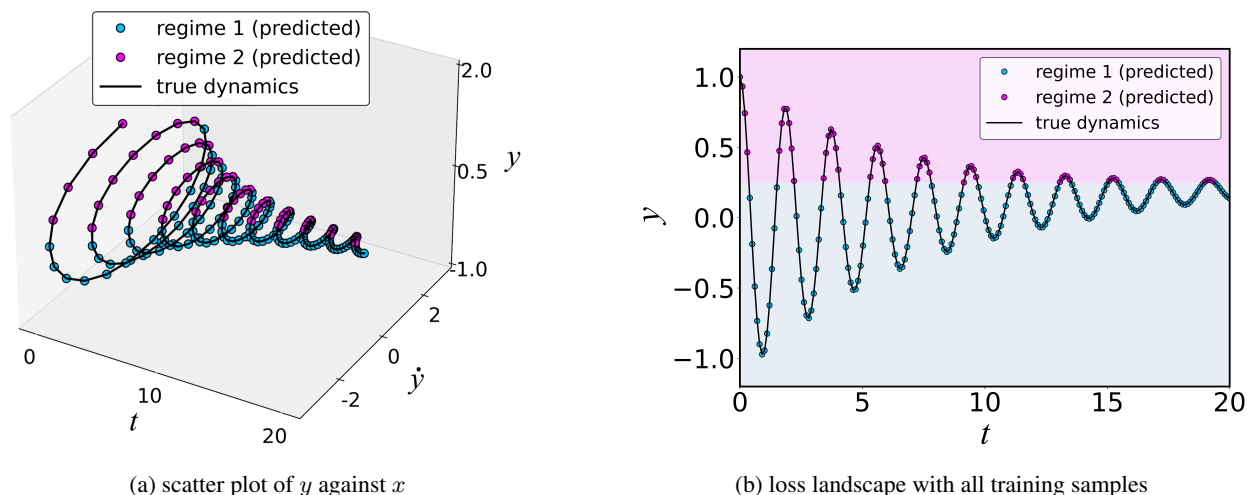 regime 1 (predicted)
regime 2 (predicted)
true dynamics
2.0
0.5
-1.0
y
2
0
-2
ẏ
0
10
20
t
(a) scatter plot of y against x
regime 1 (predicted)
regime 2 (predicted)
true dynamics
1.0
0.5
0.0
−0.5
−1.0
y
0 5 10 15 20
t
(b) loss landscape with all training samples